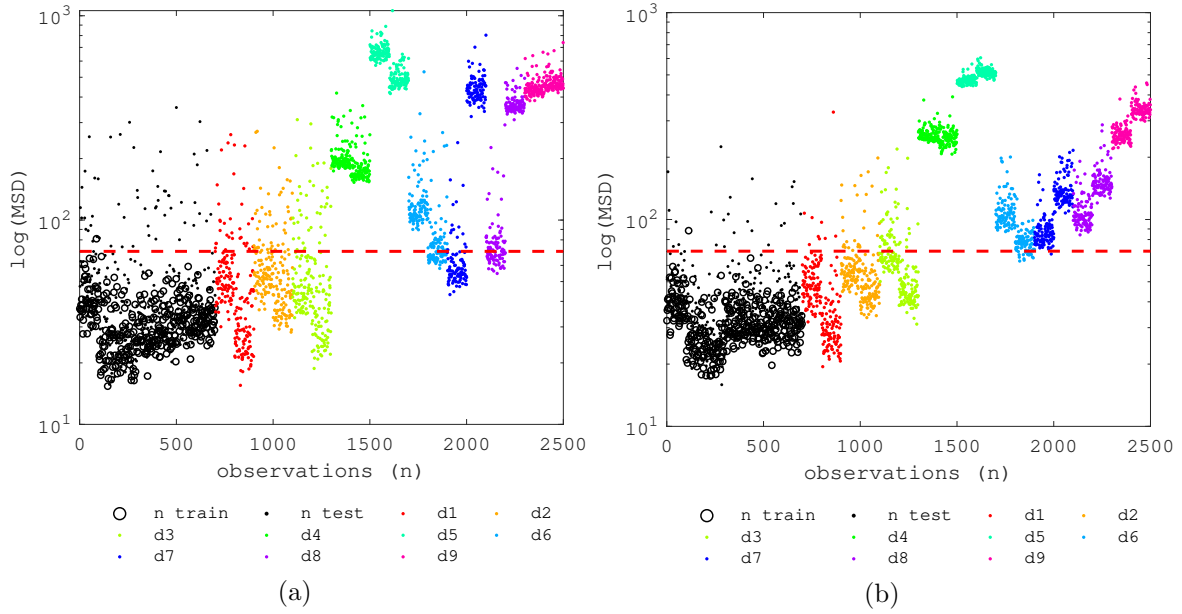 10³
10²
10¹
log(MSD)
0 500 1000 1500 2000 2500
observations (n)
n train n test d1 d2
d3 d4 d5 d6
d7 d8 d9
(a)
10³
10²
10¹
log(MSD)
0 500 1000 1500 2000 2500
observations (n)
n train n test d1 d2
d3 d4 d5 d6
d7 d8 d9
(b)